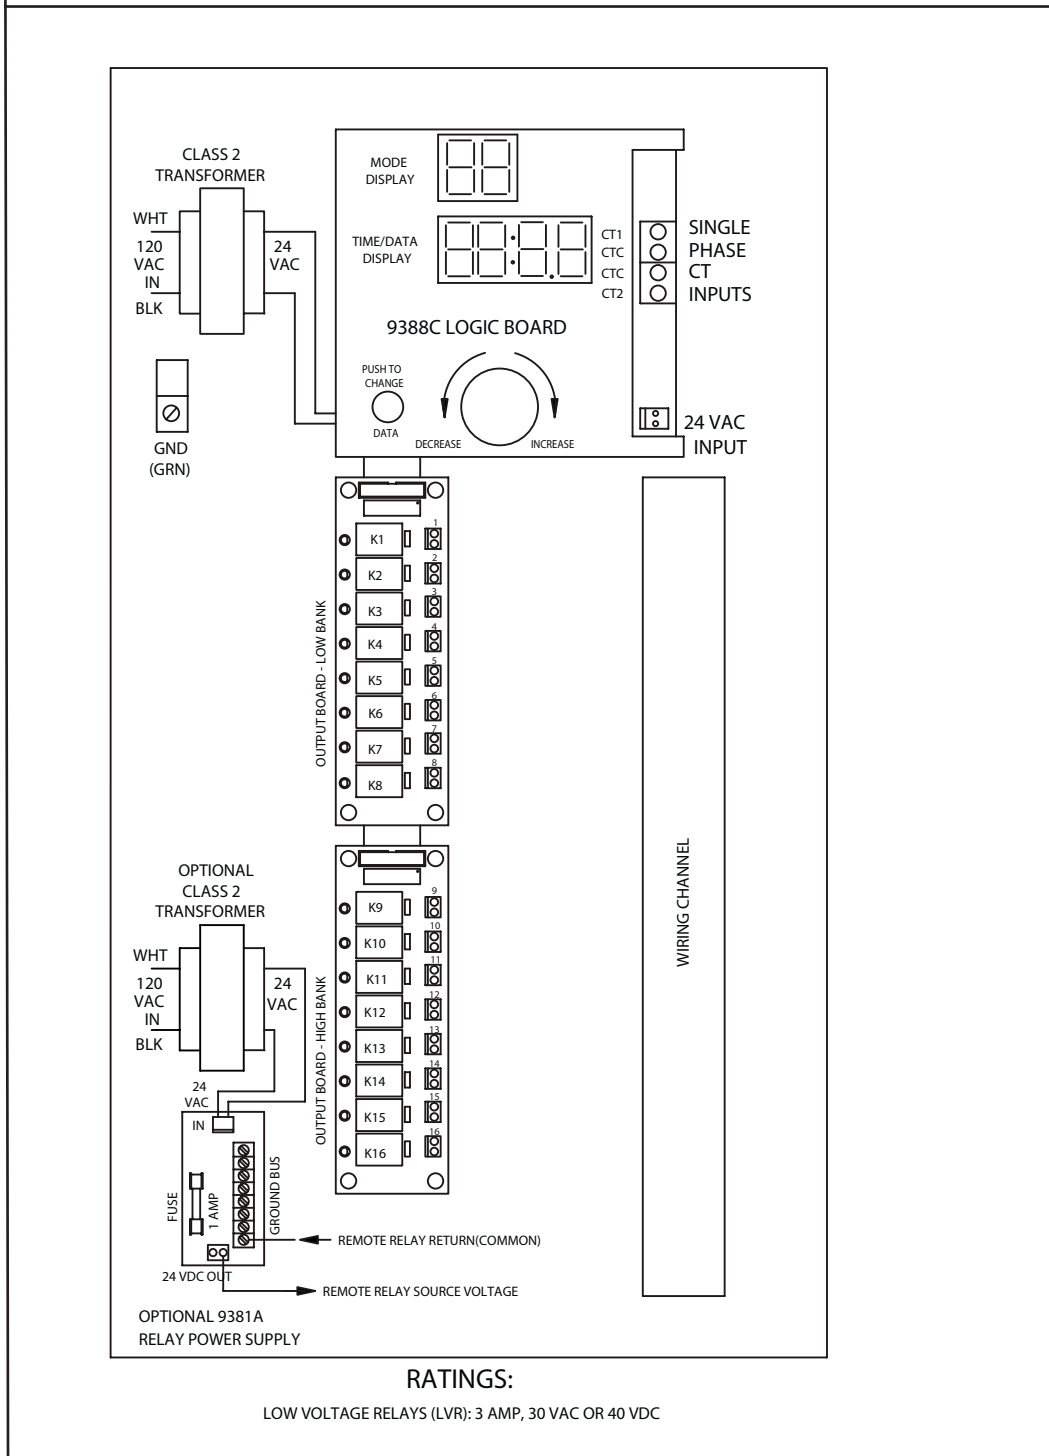 CLASS 2
TRANSFORMER
WHT
120
VAC
IN
BLK
24
VAC
GND
(GRN)
MODE
DISPLAY
TIME/DATA
DISPLAY
CT1
CTC
CTC
CT2
SINGLE
PHASE
CT
INPUTS
9388C LOGIC BOARD
PUSH TO
CHANGE
DATA
DECREASE
INCREASE
24 VAC
INPUT
OUTPUT BOARD - LOW BANK
K1
1
K2
2
K3
3
K4
4
K5
5
K6
6
K7
7
K8
8
OPTIONAL
CLASS 2
TRANSFORMER
WHT
120
VAC
IN
BLK
24
VAC
OUTPUT BOARD - HIGH BANK
K9
9
K10
10
K11
11
K12
12
K13
13
K14
14
K15
15
K16
16
WIRING CHANNEL
24
VAC
IN
FUSE
1 AMP
GROUND BUS
REMOTE RELAY RETURN(COMMON)
24 VDC OUT
REMOTE RELAY SOURCE VOLTAGE
OPTIONAL 9381A
RELAY POWER SUPPLY
RATINGS:
LOW VOLTAGE RELAYS (LVR): 3 AMP, 30 VAC OR 40 VDC